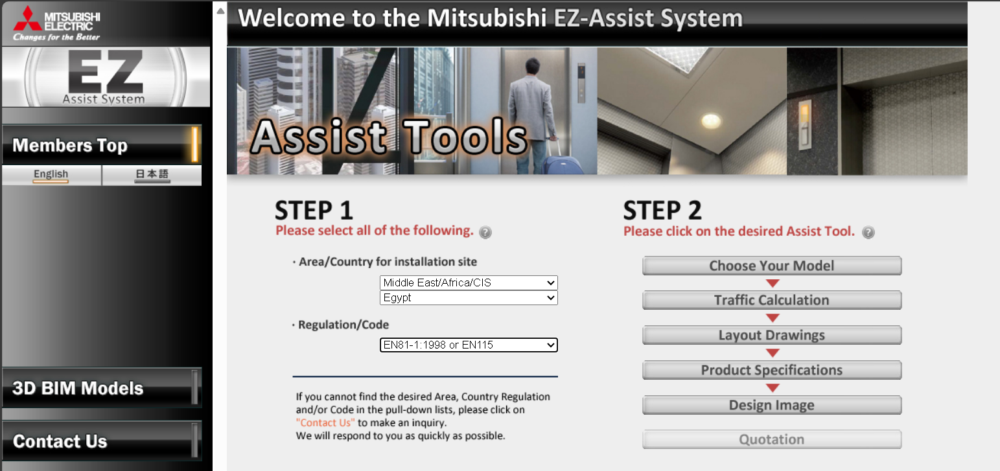 MITSUBISHI
ELECTRIC
Changes for the Better
EZ
Assist System
Members Top
English
日本語
3D BIM Models
Contact Us
Welcome to the Mitsubishi EZ-Assist System
Assist Tools
STEP 1
Please select all of the following. ?
· Area/Country for installation site
Middle East/Africa/CIS
Egypt
· Regulation/Code
EN81-1:1998 or EN115
If you cannot find the desired Area, Country Regulation
and/or Code in the pull-down lists, please click on
"Contact Us" to make an inquiry.
We will respond to you as quickly as possible.
STEP 2
Please click on the desired Assist Tool. ?
Choose Your Model
Traffic Calculation
Layout Drawings
Product Specifications
Design Image
Quotation